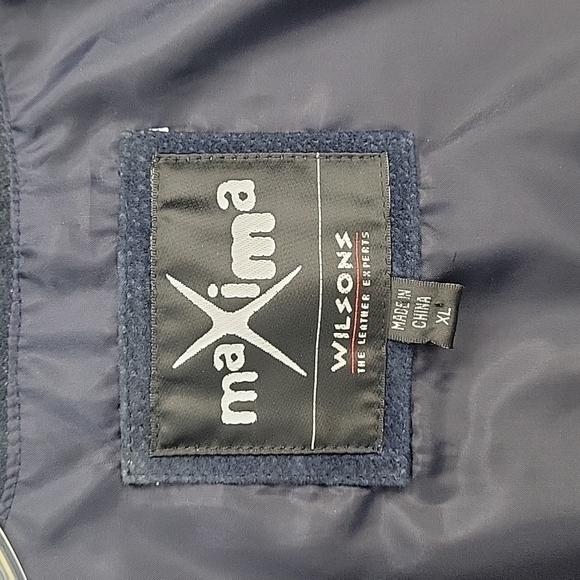 maXima
WILSONS
THE LEATHER EXPERTS
MADE IN
CHINA
XL